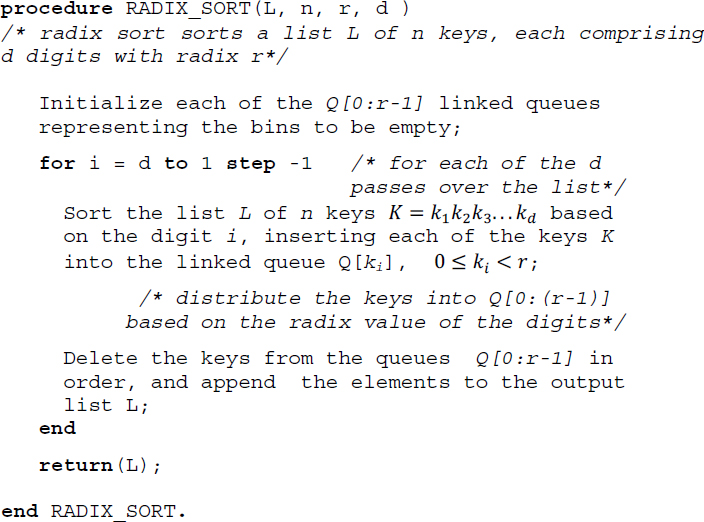 procedure RADIX_SORT(L, n, r, d )
/* radix sort sorts a list L of n keys, each comprising
d digits with radix r*/
Initialize each of the Q[0:r-1] linked queues
representing the bins to be empty;
for i = d to 1 step -1 /* for each of the d
passes over the list*/
Sort the list L of n keys K = k₁k₂k₃...k_d based
on the digit i, inserting each of the keys K
into the linked queue Q[kᵢ], 0 ≤ kᵢ < r;
/* distribute the keys into Q[0:(r-1)]
based on the radix value of the digits*/
Delete the keys from the queues Q[0:r-1] in
order, and append the elements to the output
list L;
end
return(L);
end RADIX_SORT.